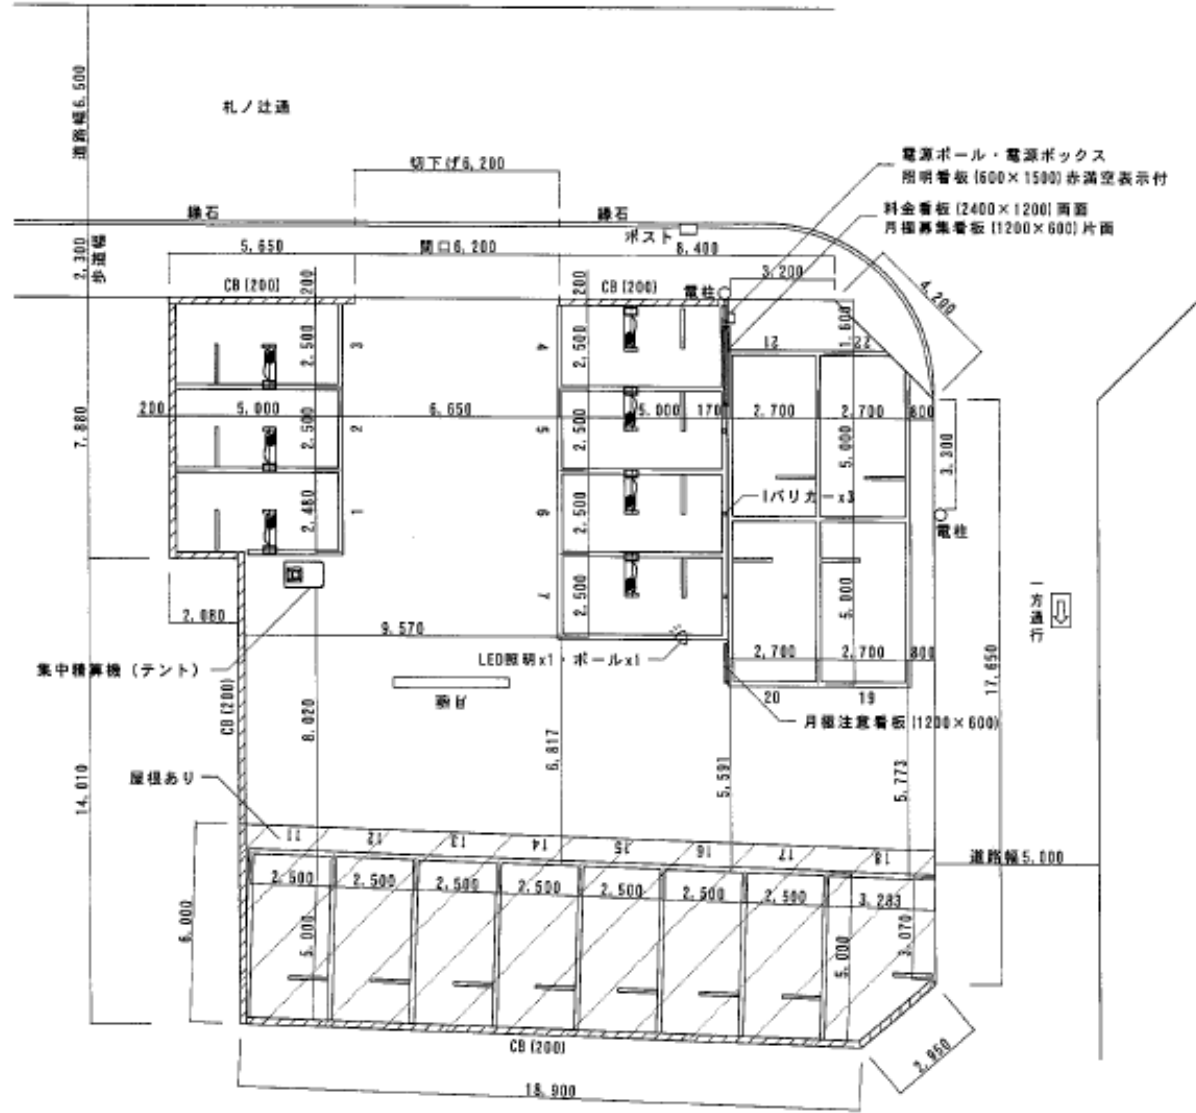 道路幅6,500
札ノ辻通
切下げ6,200
電源ポール・電源ボックス
照明看板(600×1500)赤満空表示付
料金看板(2400×1200)両面
月極募集看板(1200×600)片面
縁石
縁石
ポスト
2,300
歩道幅
5,650
間口6,200
8,400
3,200
4,200
CB(200)
200
200
CB(200)
電柱
1,600
21
22
2,500
3
4
2,500
7,880
200
5,000
6,650
5,000
170
2,700
2,700
800
2,500
2
5
2,500
5,000
3,300
2,480
1
6
2,500
Iバリカーx3
電柱
2,080
7
2,500
5,000
一方通行
9,570
集中精算機（テント）
LED照明x1・ポールx1
2,700
2,700
800
20
19
17,650
CB(200)
8,020
月極
6,817
5,591
月極注意看板(1200×600)
5,773
14,010
屋根あり
11
12
13
14
15
16
17
18
道路幅5,000
2,500
2,500
2,500
2,500
2,500
2,500
2,500
3,283
6,000
5,000
5,000
3,070
CB(200)
2,950
18,900